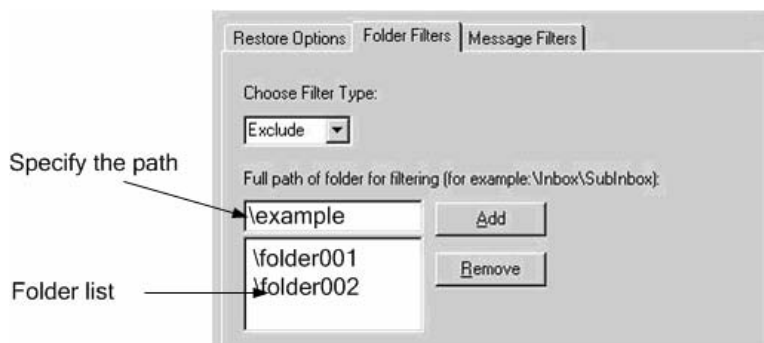 Restore Options Folder Filters Message Filters
Choose Filter Type:
Exclude
Specify the path
Full path of folder for filtering (for example:\Inbox\SubInbox):
\example Add
\folder001
Remove
Folder list \folder002